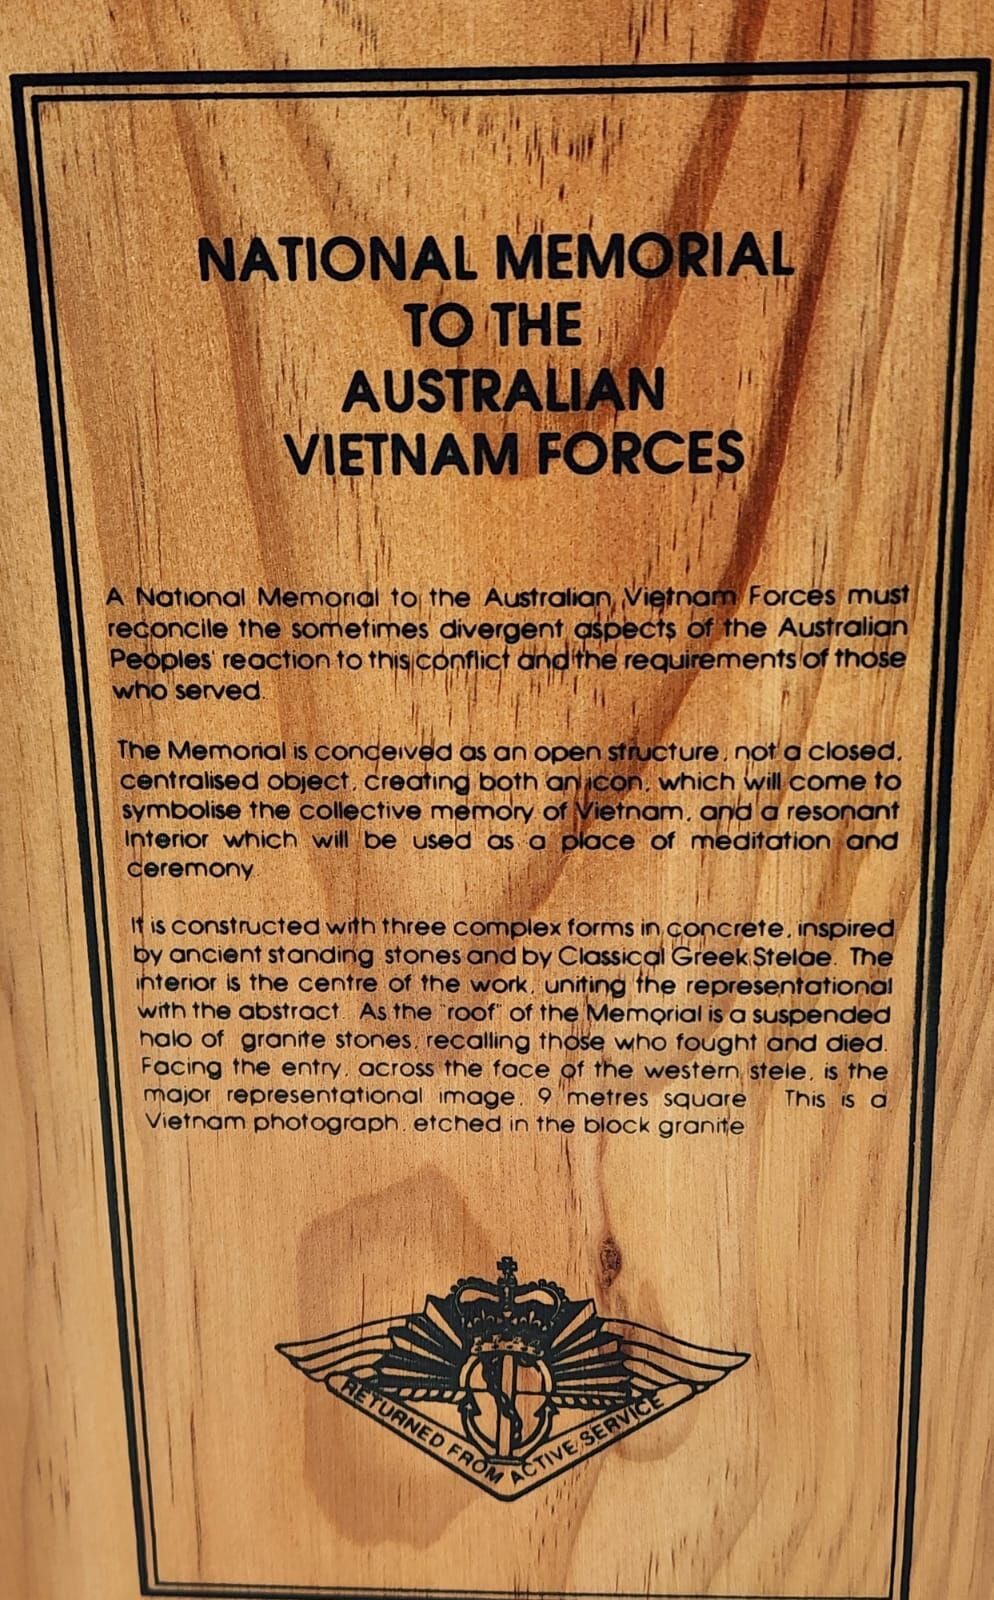 NATIONAL MEMORIAL
TO THE
AUSTRALIAN
VIETNAM FORCES
A National Memorial to the Australian Vietnam Forces must
reconcile the sometimes divergent aspects of the Australian
Peoples' reaction to this conflict and the requirements of those
who served.
The Memorial is conceived as an open structure, not a closed,
centralised object, creating both an icon, which will come to
symbolise the collective memory of Vietnam, and a resonant
Interior which will be used as a place of meditation and
ceremony
It is constructed with three complex forms in concrete, inspired
by ancient standing stones and by Classical Greek Stelae. The
interior is the centre of the work, uniting the representational
with the abstract. As the "roof" of the Memorial is a suspended
halo of granite stones, recalling those who fought and died.
Facing the entry, across the face of the western stele, is the
major representational image, 9 metres square This is a
Vietnam photograph, etched in the block granite
RETURNED FROM ACTIVE SERVICE